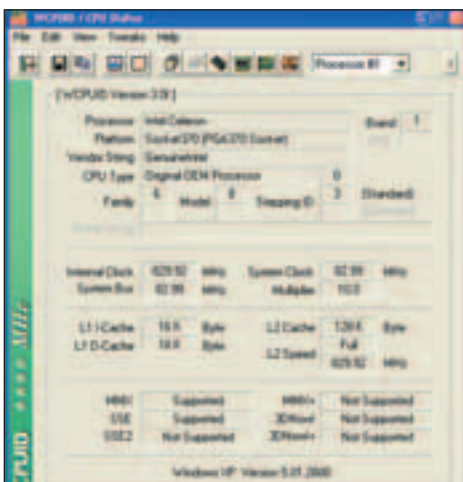 WCPUID / CPU Status
File Edit View Tweaks Help
Processor #1
[WCPUID Version 3.0f]
Processor Intel Celeron Brand 1
Platform Socket370 (PGA370 Socket)
Vendor String GenuineIntel
CPU Type Original OEM Processor 0
Family 6 Model 8 Stepping ID 3 (Standard)
Internal Clock 829.92 MHz System Clock 82.99 MHz
System Bus 82.99 MHz Multiplier 10.0
L1 I-Cache 16 K Byte L2 Cache 128 K Byte
L1 D-Cache 16 K Byte L2 Speed Full
829.92 MHz
MMX Supported MMX+ Not Supported
SSE Supported 3DNow! Not Supported
SSE2 Not Supported 3DNow!+ Not Supported
Windows XP Version 5.01.2600
MHz
CPUID